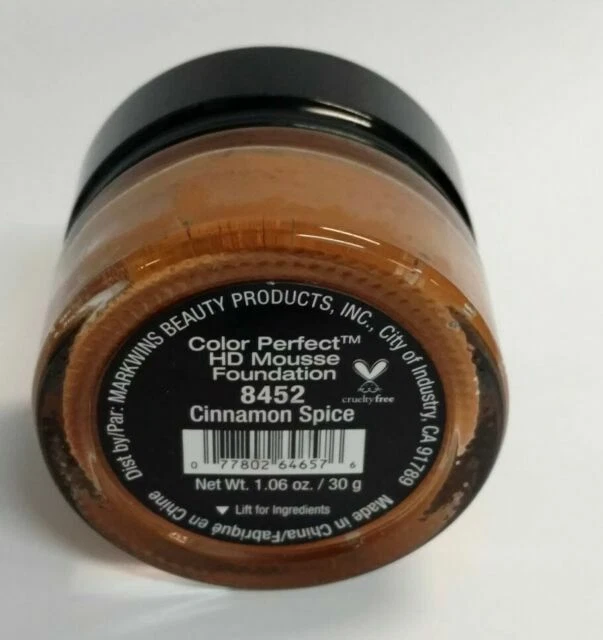 Dist by/Par: MARKWINS BEAUTY PRODUCTS, INC., City of Industry, CA 91789
Color Perfect™
HD Mousse
Foundation
8452
crueltyfree
Cinnamon Spice
0 77802 64657 6
Net Wt. 1.06 oz. / 30 g
Lift for Ingredients
Made in China/Fabriqué en Chine